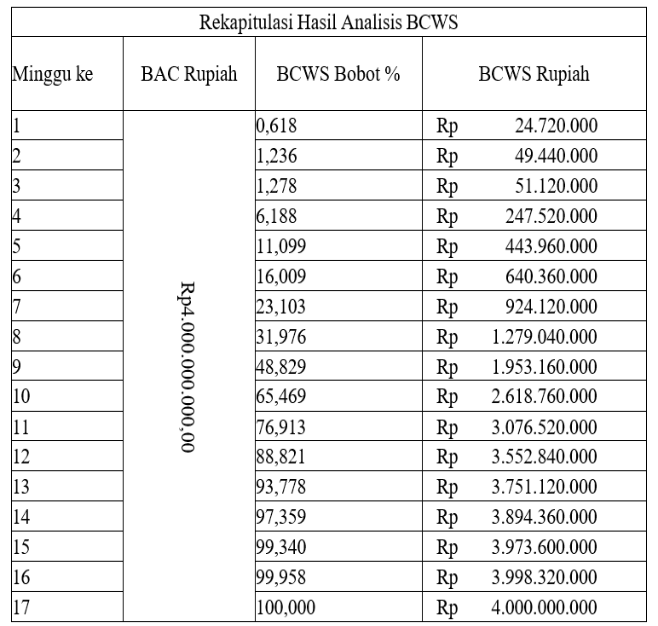 Rekapitulasi Hasil Analisis BCWS
Minggu ke BAC Rupiah BCWS Bobot % BCWS Rupiah
1 0,618 Rp 24.720.000
2 1,236 Rp 49.440.000
3 1,278 Rp 51.120.000
4 6,188 Rp 247.520.000
5 11,099 Rp 443.960.000
6 16,009 Rp 640.360.000
7 23,103 Rp 924.120.000
8 31,976 Rp 1.279.040.000
9 48,829 Rp 1.953.160.000
10 65,469 Rp 2.618.760.000
11 76,913 Rp 3.076.520.000
12 88,821 Rp 3.552.840.000
13 93,778 Rp 3.751.120.000
14 97,359 Rp 3.894.360.000
15 99,340 Rp 3.973.600.000
16 99,958 Rp 3.998.320.000
17 100,000 Rp 4.000.000.000
Rp4.000.000.000,00